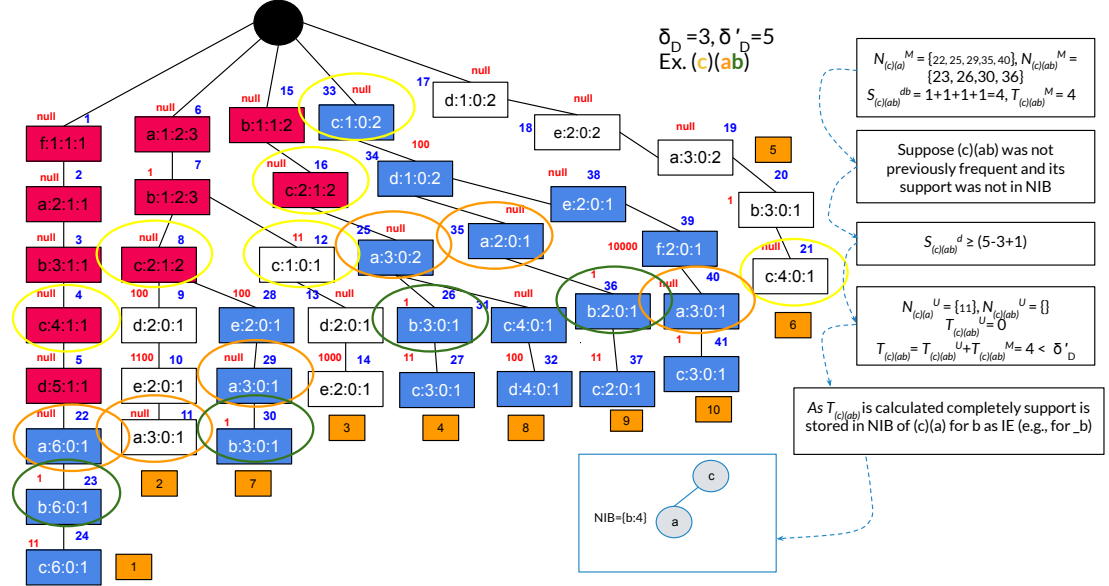 δD =3, δ'D=5
Ex. (c)(ab)
null 1
f:1:1:1
2
a:2:1:1
3
b:3:1:1
null 4
c:4:1:1
5
d:5:1:1
null 22
a:6:0:1
1 23
b:6:0:1
11 24
c:6:0:1
1
null 6
a:1:2:3
1 7
b:1:2:3
null 8
c:2:1:2
100 9
d:2:0:1
1100 10
e:2:0:1
null 11
a:3:0:1
2
100 28
e:2:0:1
null 29
a:3:0:1
1 30
b:3:0:1
7
11 12
c:1:0:1
13 null
d:2:0:1
1000 14
e:2:0:1
3
null 15
b:1:1:2
null 16
c:2:1:2
25 null
a:3:0:2
1 26
b:3:0:1
11 27
c:3:0:1
4
31
c:4:0:1
100 32
d:4:0:1
8
33 null
c:1:0:2
34 100
d:1:0:2
35 null
a:2:0:1
1 36
b:2:0:1
11 37
c:2:0:1
9
null 38
e:2:0:1
39
10000
f:2:0:1
null 40
a:3:0:1
1 41
c:3:0:1
10
17 null
d:1:0:2
18 null
e:2:0:2
null 19
a:3:0:2
5
1 20
b:3:0:1
null 21
c:4:0:1
6
N(c)(a)M = {22, 25, 29,35, 40}, N(c)(ab)M =
{23, 26,30, 36}
S(c)(ab)db = 1+1+1+1=4, T(c)(ab)M = 4
Suppose (c)(ab) was not
previously frequent and its
support was not in NIB
S(c)(ab)d ≥ (5-3+1)
N(c)(a)U = {11}, N(c)(ab)U = {}
T(c)(ab)U= 0
T(c)(ab)= T(c)(ab)U+T(c)(ab)M= 4 < δ'D
As T(c)(ab) is calculated completely support is
stored in NIB of (c)(a) for b as IE (e.g., for _b)
c
NIB={b:4}
a